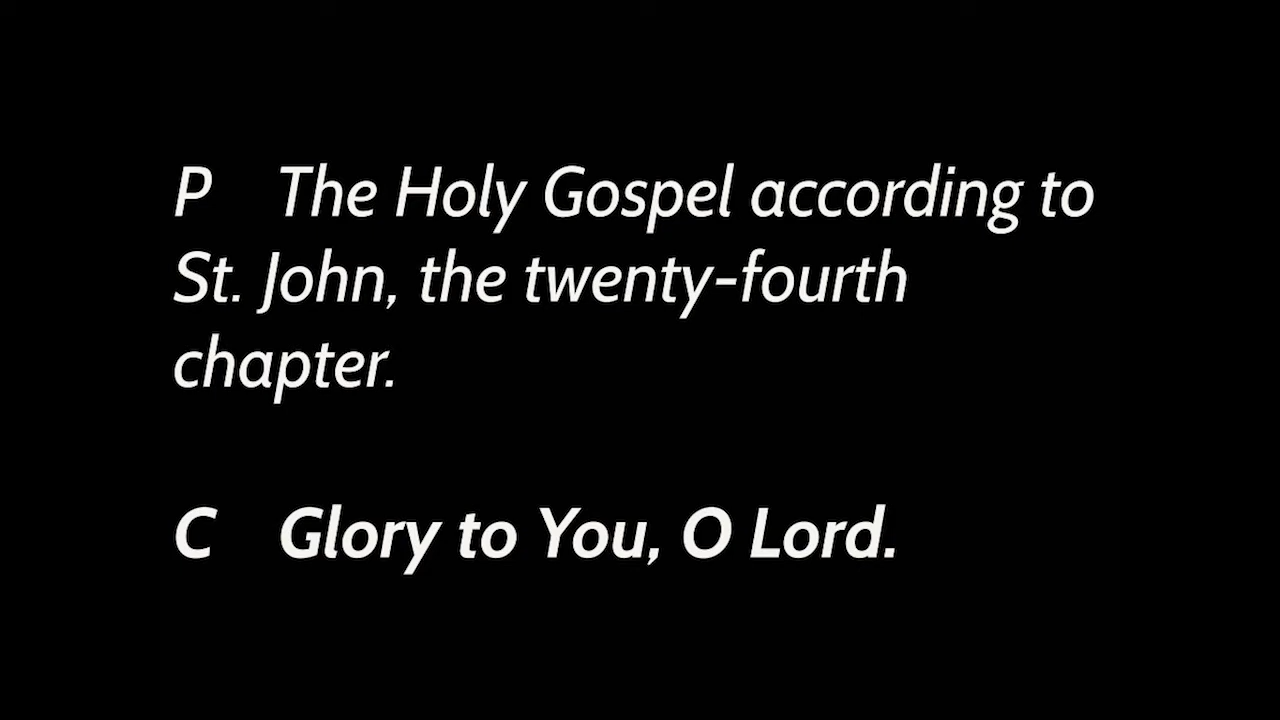 P The Holy Gospel according to
St. John, the twenty-fourth
chapter.
C Glory to You, O Lord.